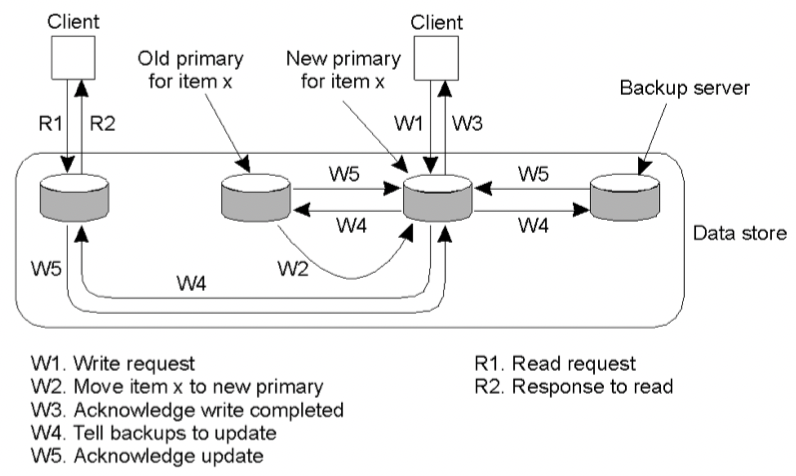 Client
Client
Old primary
for item x
New primary
for item x
Backup server
R1
R2
W1
W3
W5
W5
W4
W4
Data store
W2
W5
W4
W1. Write request
W2. Move item x to new primary
W3. Acknowledge write completed
W4. Tell backups to update
W5. Acknowledge update
R1. Read request
R2. Response to read